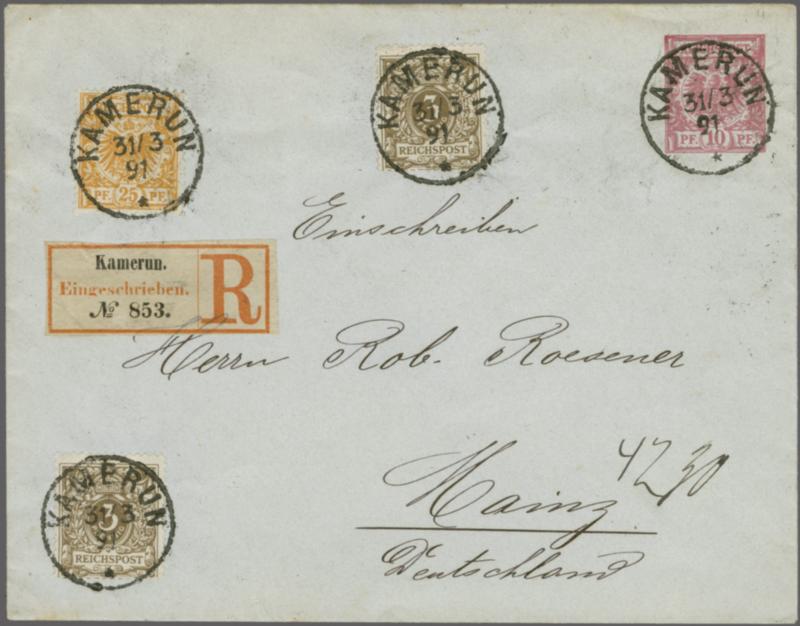 KAMERUN
31/3
91
*
3
REICHSPOST
KAMERUN
31/3
91
*
PF. 10 PF.
KAMERUN
31/3
91
*
PF. 25 PF.
Einschreiben
Kamerun.
Eingeschrieben.
№ 853.
R
Herrn Rob. Roesener
4230
Mainz
Deutschland
KAMERUN
31/3
91
*
3
REICHSPOST